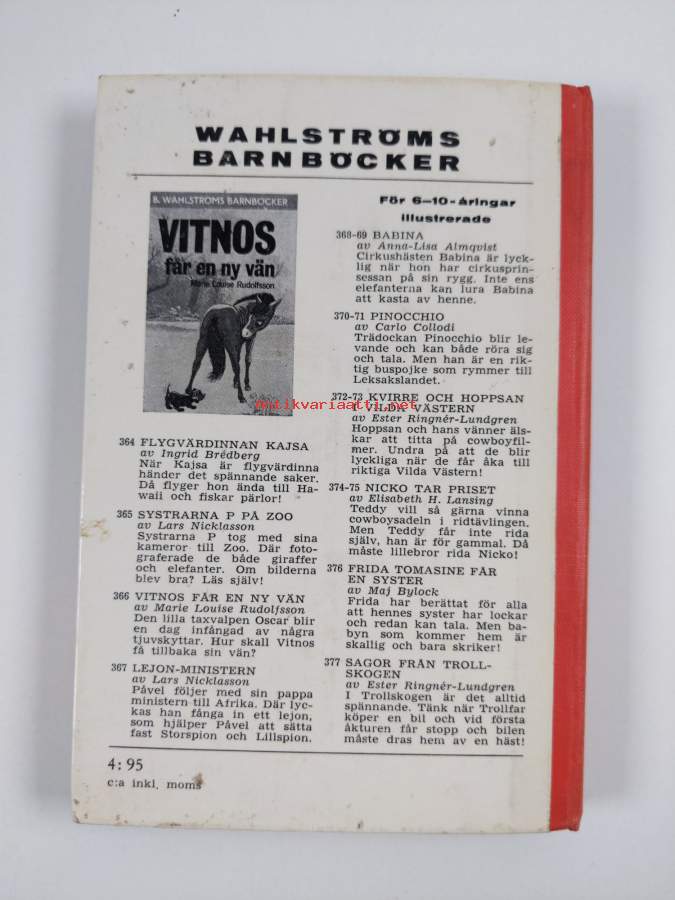 WAHLSTRÖMS
BARNBÖCKER
B. WAHLSTRÖMS BARNBÖCKER
VITNOS
får en ny vän
Marie Louise Rudolfsson
364 FLYGVÄRDINNAN KAJSA
av Ingrid Brédberg
När Kajsa är flygvärdinna
händer det spännande saker.
Då flyger hon ända till Ha-
waii och fiskar pärlor!
365 SYSTRARNA P PÅ ZOO
av Lars Nicklasson
Systrarna P tog med sina
kameror till Zoo. Där foto-
graferade de både giraffer
och elefanter. Om bilderna
blev bra? Läs själv!
366 VITNOS FÅR EN NY VÄN
av Marie Louise Rudolfsson
Den lilla taxvalpen Oscar blir
en dag infångad av några
tjuvskyttar. Hur skall Vitnos
få tillbaka sin vän?
367 LEJON-MINISTERN
av Lars Nicklasson
Påvel följer med sin pappa
ministern till Afrika. Där lyc-
kas han fånga in ett lejon,
som hjälper Påvel att sätta
fast Storspion och Lillspion.
För 6–10-åringar
illustrerade
368-69 BABINA
av Anna-Lisa Almqvist
Cirkushästen Babina är lyck-
lig när hon har cirkusprin-
sessan på sin rygg. Inte ens
elefanterna kan lura Babina
att kasta av henne.
370-71 PINOCCHIO
av Carlo Collodi
Trädockan Pinocchio blir le-
vande och kan både röra sig
och tala. Men han är en rik-
tig buspojke som rymmer till
Leksakslandet.
372-73 KVIRRE OCH HOPPSAN
I VILDA VÄSTERN
av Ester Ringnér-Lundgren
Hoppsan och hans vänner äls-
kar att titta på cowboyfil-
mer. Undra på att de blir
lyckliga när de får åka till
riktiga Vilda Västern!
374-75 NICKO TAR PRISET
av Elisabeth H. Lansing
Teddy vill så gärna vinna
cowboysadeln i ridtävlingen.
Men Teddy får inte rida
själv, han är för gammal. Då
måste lillebror rida Nicko!
376 FRIDA TOMASINE FÅR
EN SYSTER
av Maj Bylock
Frida har berättat för alla
att hennes syster har lockar
och redan kan tala. Men ba-
byn som kommer hem är
skallig och bara skriker!
377 SAGOR FRÅN TROLL-
SKOGEN
av Ester Ringnér-Lundgren
I Trollskogen är det alltid
spännande. Tänk när Trollfar
köper en bil och vid första
åkturen får stopp och bilen
måste dras hem av en häst!
4: 95
c:a inkl. moms
antikvariaatti.net